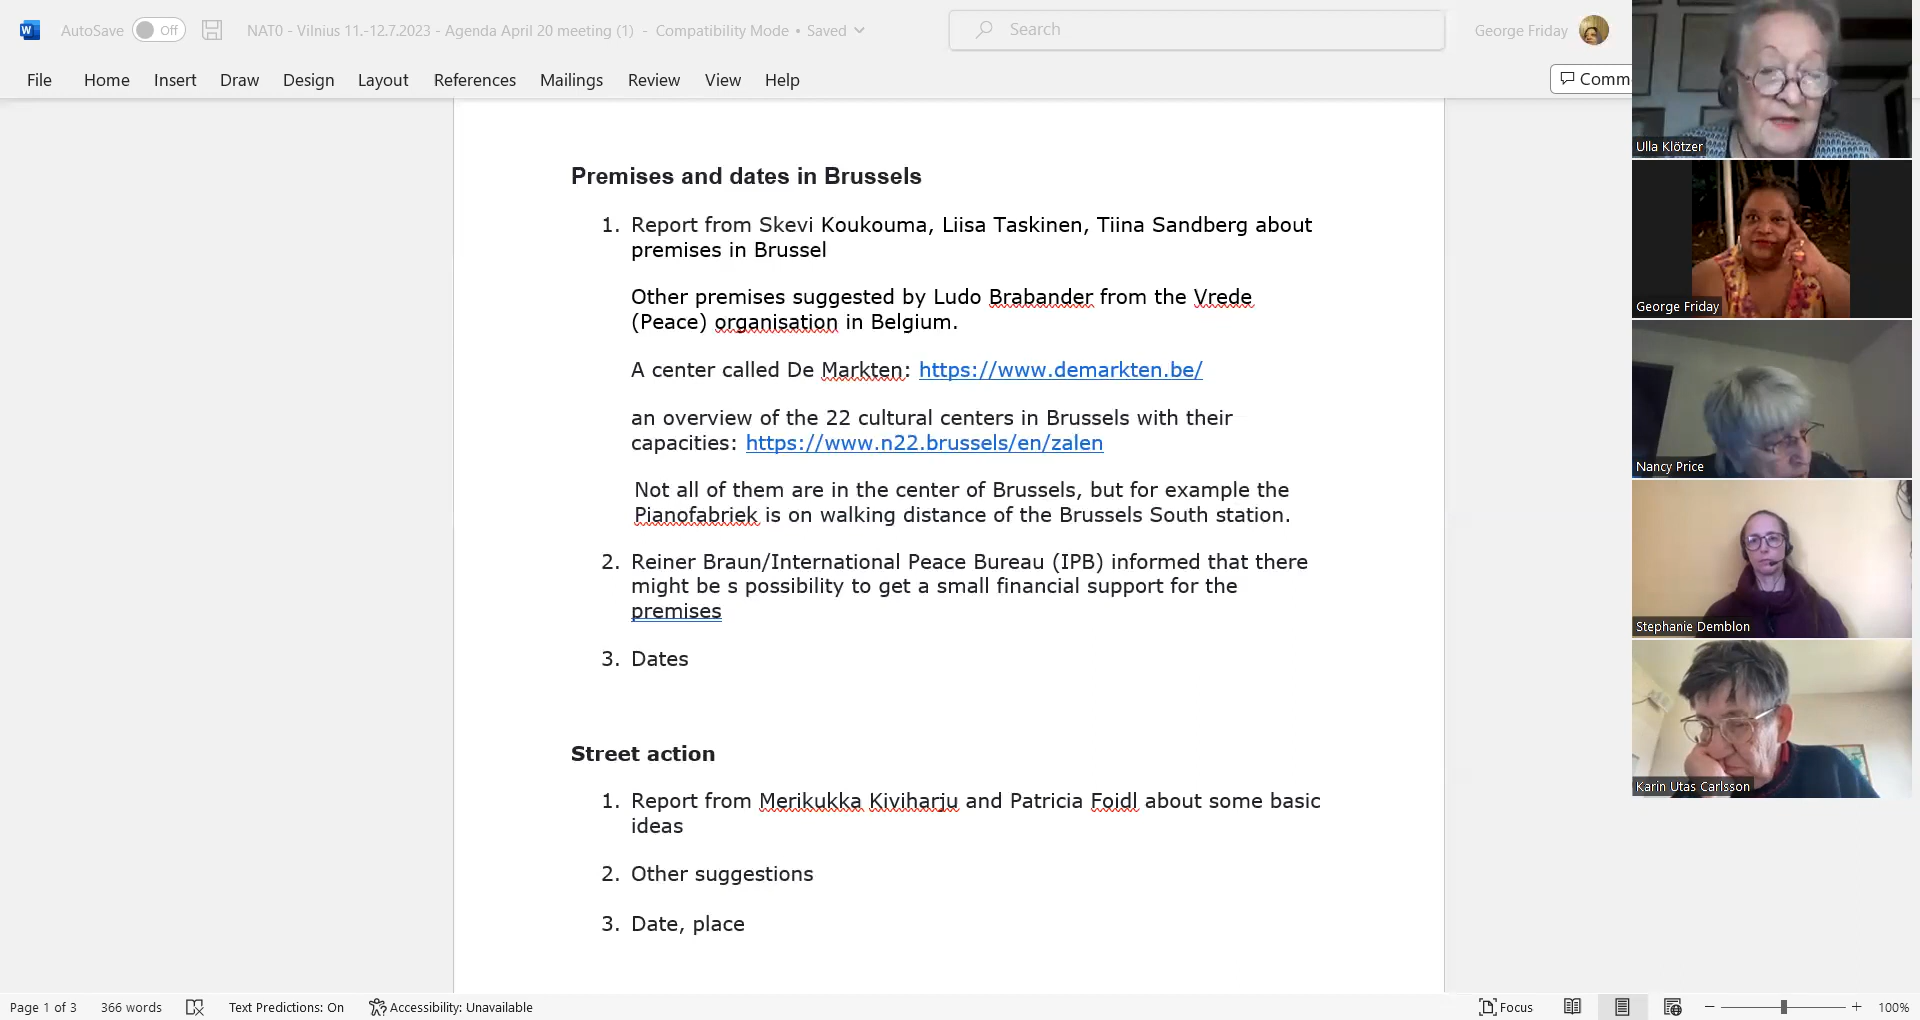 AutoSave Off NAT0 - Vilnius 11.-12.7.2023 - Agenda April 20 meeting (1) - Compatibility Mode • Saved Search George Friday
File Home Insert Draw Design Layout References Mailings Review View Help Comm
Premises and dates in Brussels
1. Report from Skevi Koukouma, Liisa Taskinen, Tiina Sandberg about
premises in Brussel
Other premises suggested by Ludo Brabander from the Vrede
(Peace) organisation in Belgium.
A center called De Markten: https://www.demarkten.be/
an overview of the 22 cultural centers in Brussels with their
capacities: https://www.n22.brussels/en/zalen
Not all of them are in the center of Brussels, but for example the
Pianofabriek is on walking distance of the Brussels South station.
2. Reiner Braun/International Peace Bureau (IPB) informed that there
might be s possibility to get a small financial support for the
premises
3. Dates
Street action
1. Report from Merikukka Kiviharju and Patricia Foidl about some basic
ideas
2. Other suggestions
3. Date, place
Ulla Klötzer
George Friday
Nancy Price
Stephanie Demblon
Karin Utas Carlsson
Page 1 of 3 366 words Text Predictions: On Accessibility: Unavailable Focus 100%